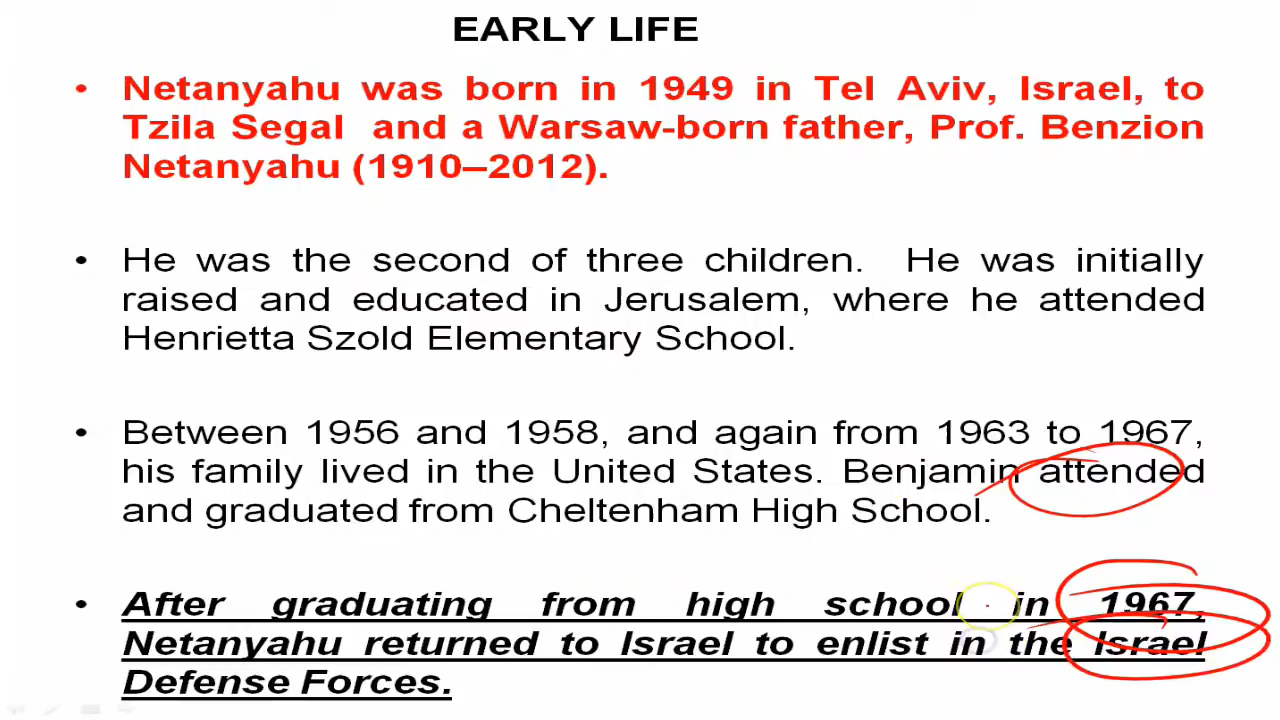 EARLY LIFE
• Netanyahu was born in 1949 in Tel Aviv, Israel, to
Tzila Segal and a Warsaw-born father, Prof. Benzion
Netanyahu (1910–2012).
• He was the second of three children. He was initially
raised and educated in Jerusalem, where he attended
Henrietta Szold Elementary School.
• Between 1956 and 1958, and again from 1963 to 1967,
his family lived in the United States. Benjamin attended
and graduated from Cheltenham High School.
• After graduating from high school in 1967,
Netanyahu returned to Israel to enlist in the Israel
Defense Forces.